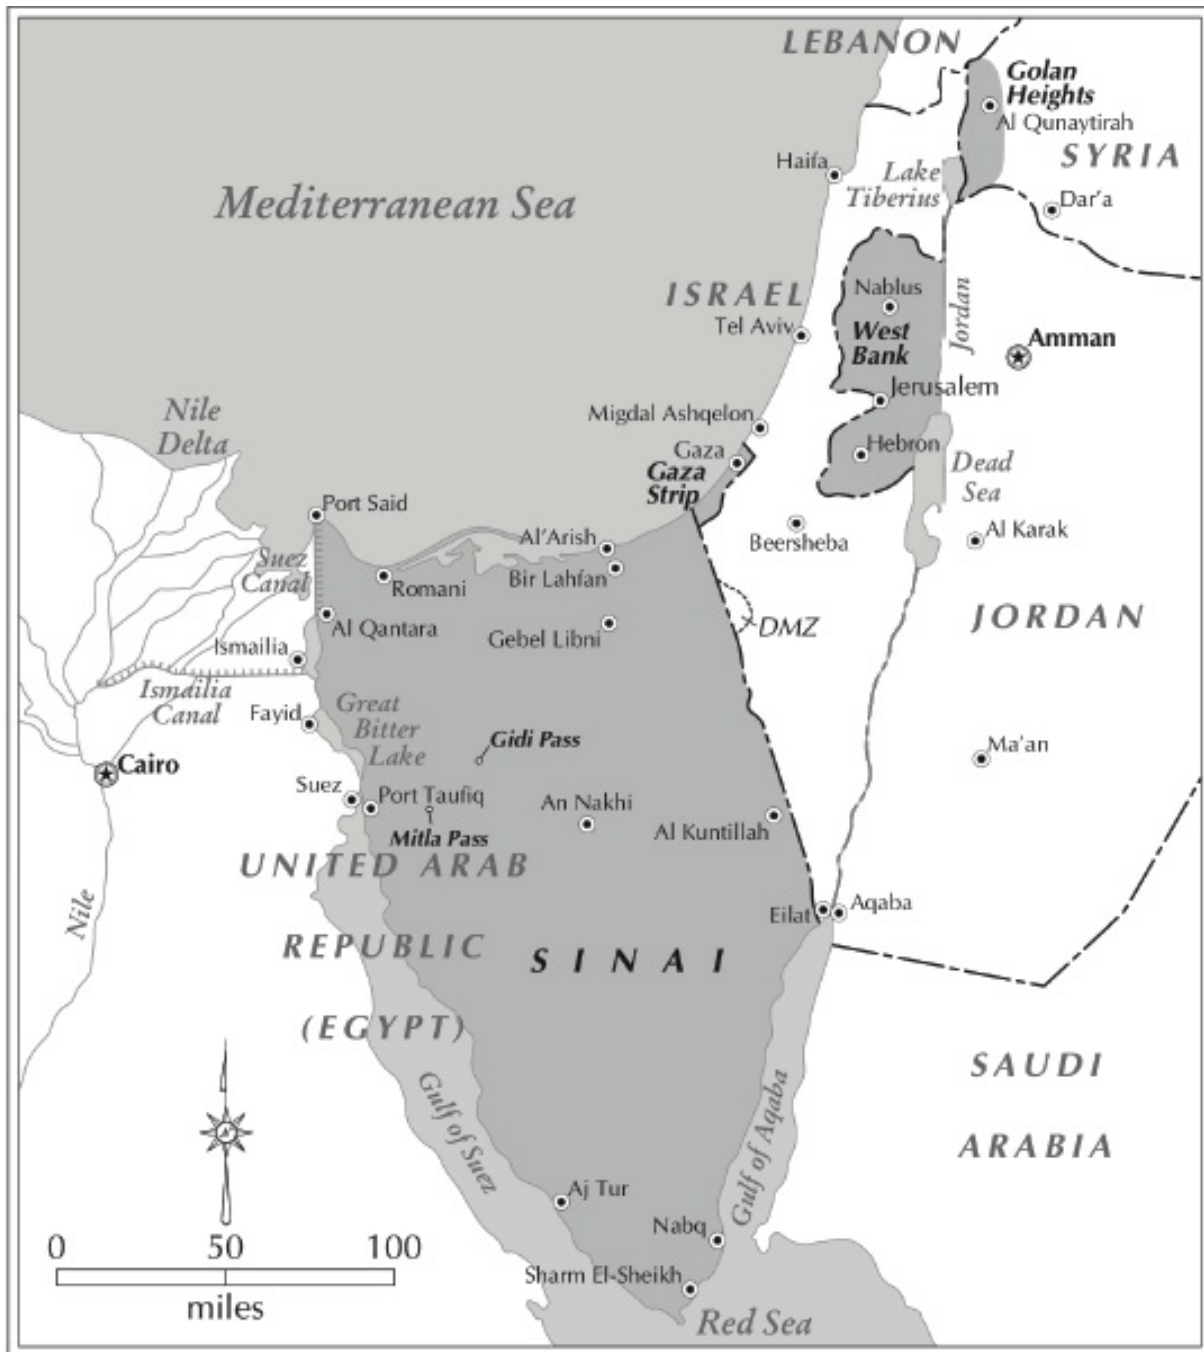 LEBANON
Golan
Heights
Al Qunaytirah
SYRIA
Haifa
Lake
Tiberius
Dar'a
Mediterranean Sea
ISRAEL
Nablus
Jordan
Tel Aviv
West
Bank
Amman
Jerusalem
Nile
Delta
Migdal Ashqelon
Gaza
Hebron
Gaza
Strip
Dead
Sea
Port Said
Al'Arish
Beersheba
Al Karak
Suez
Canal
Romani
Bir Lahfan
Al Qantara
Gebel Libni
DMZ
JORDAN
Ismailia
Ismailia
Canal
Fayid
Great
Bitter
Lake
Gidi Pass
Ma'an
Cairo
Suez
Port Taufiq
An Nakhi
Al Kuntillah
Mitla Pass
UNITED ARAB
REPUBLIC
(EGYPT)
Nile
Eilat
Aqaba
SINAI
SAUDI
ARABIA
Gulf of Suez
Gulf of Aqaba
Aj Tur
Nabq
Sharm El-Sheikh
Red Sea
0 50 100
miles